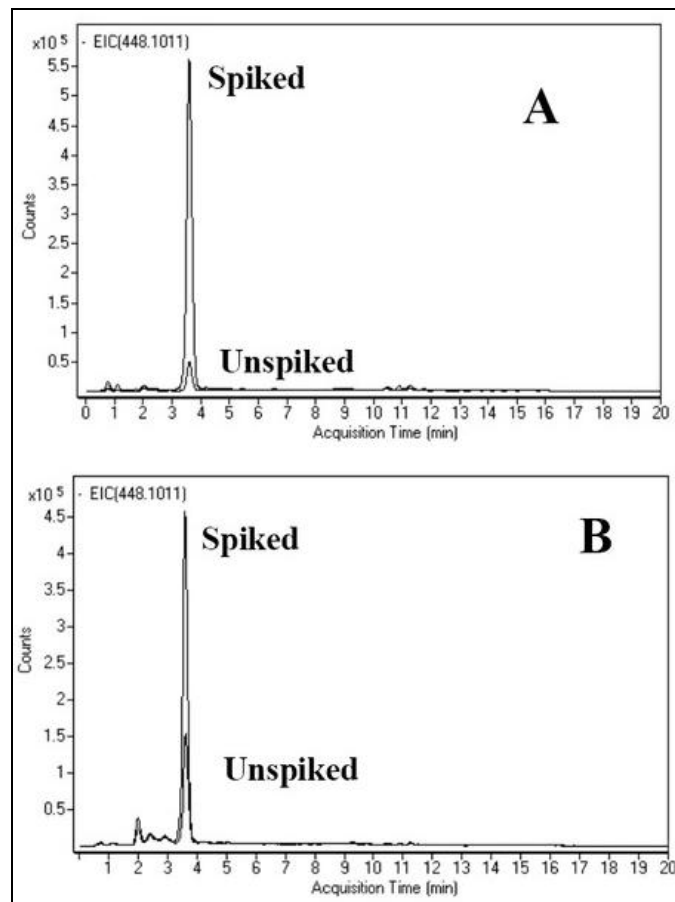 x10 5 - EIC(448.1011)
5.5
Spiked
A
5
4.5
4
3.5
3
2.5
2
1.5
1
Unspiked
0.5
Counts
0 1 2 3 4 5 6 7 8 9 10 11 12 13 14 15 16 17 18 19 20
Acquisition Time (min)
x10 5 - EIC(448.1011)
4.5
Spiked
B
4
3.5
3
2.5
2
1.5
1
Unspiked
0.5
Counts
1 2 3 4 5 6 7 8 9 10 11 12 13 14 15 16 17 18 19 20
Acquisition Time (min)